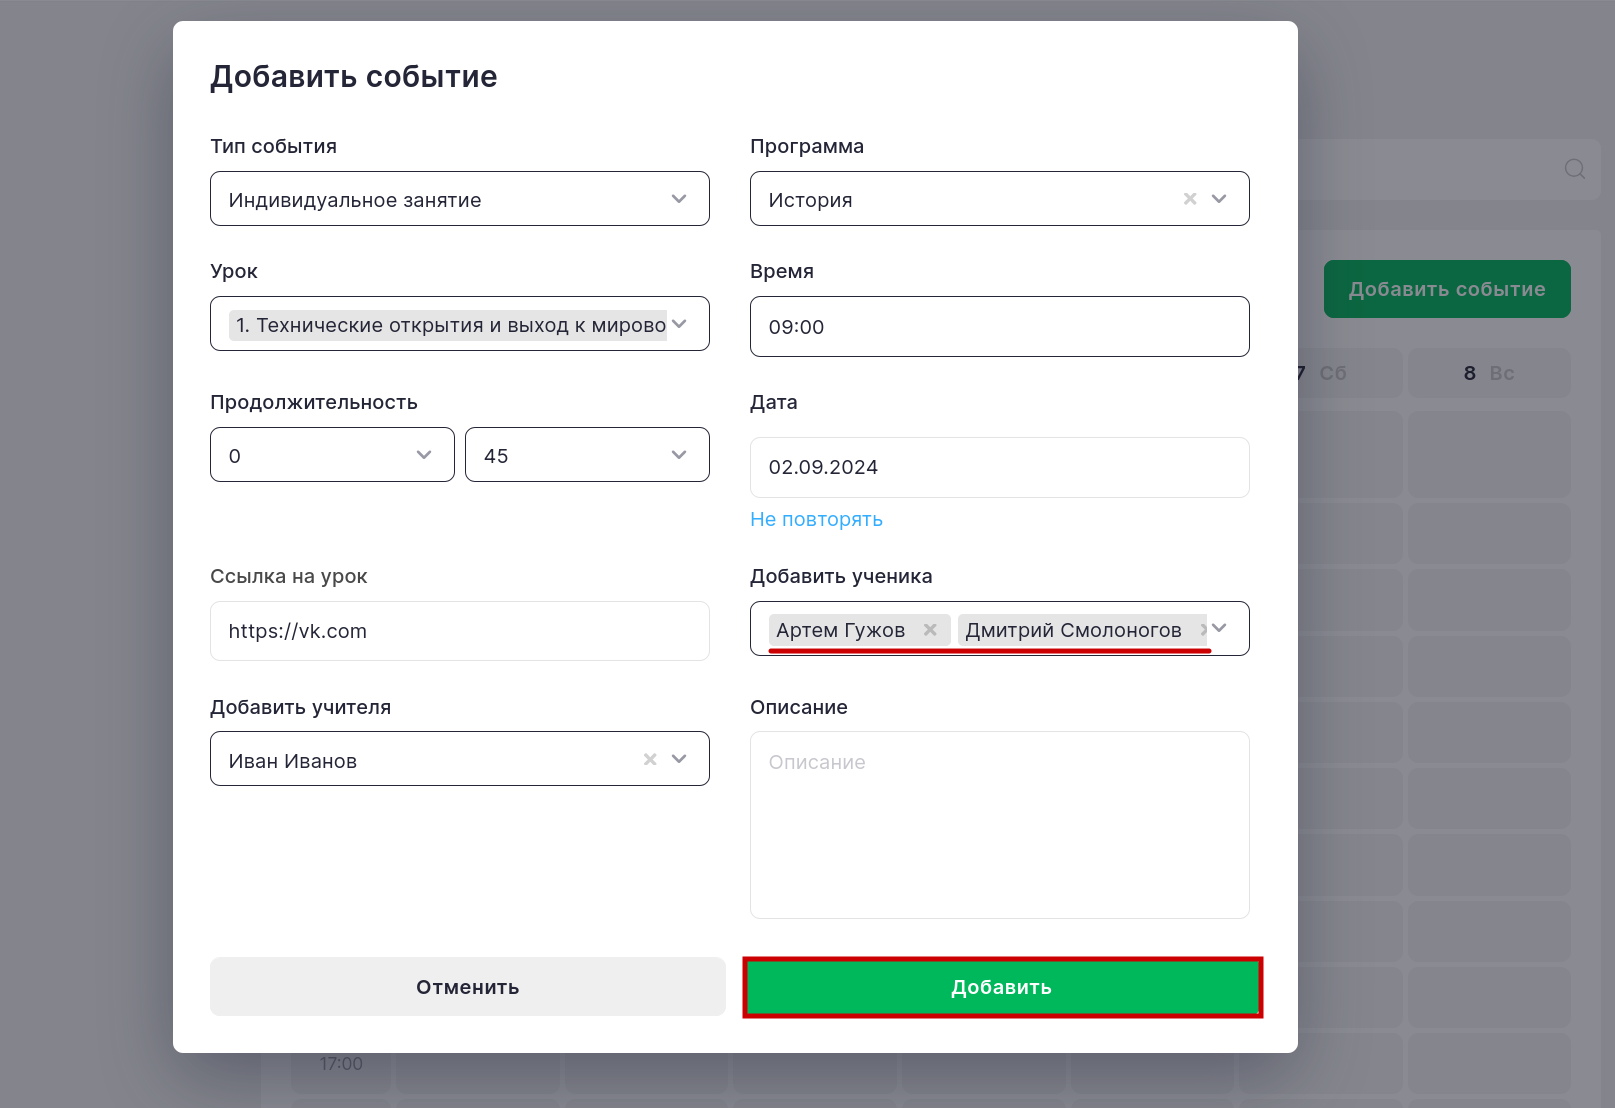 Добавить событие
Тип события
Индивидуальное занятие
Программа
История
Урок
1. Технические открытия и выход к мирово
Время
09:00
Продолжительность
0
45
Дата
02.09.2024
Не повторять
Ссылка на урок
https://vk.com
Добавить ученика
Артем Гужов
Дмитрий Смолоногов
Добавить учителя
Иван Иванов
Описание
Описание
Отменить
Добавить
Добавить событие
7 Сб
8 Вс
17:00